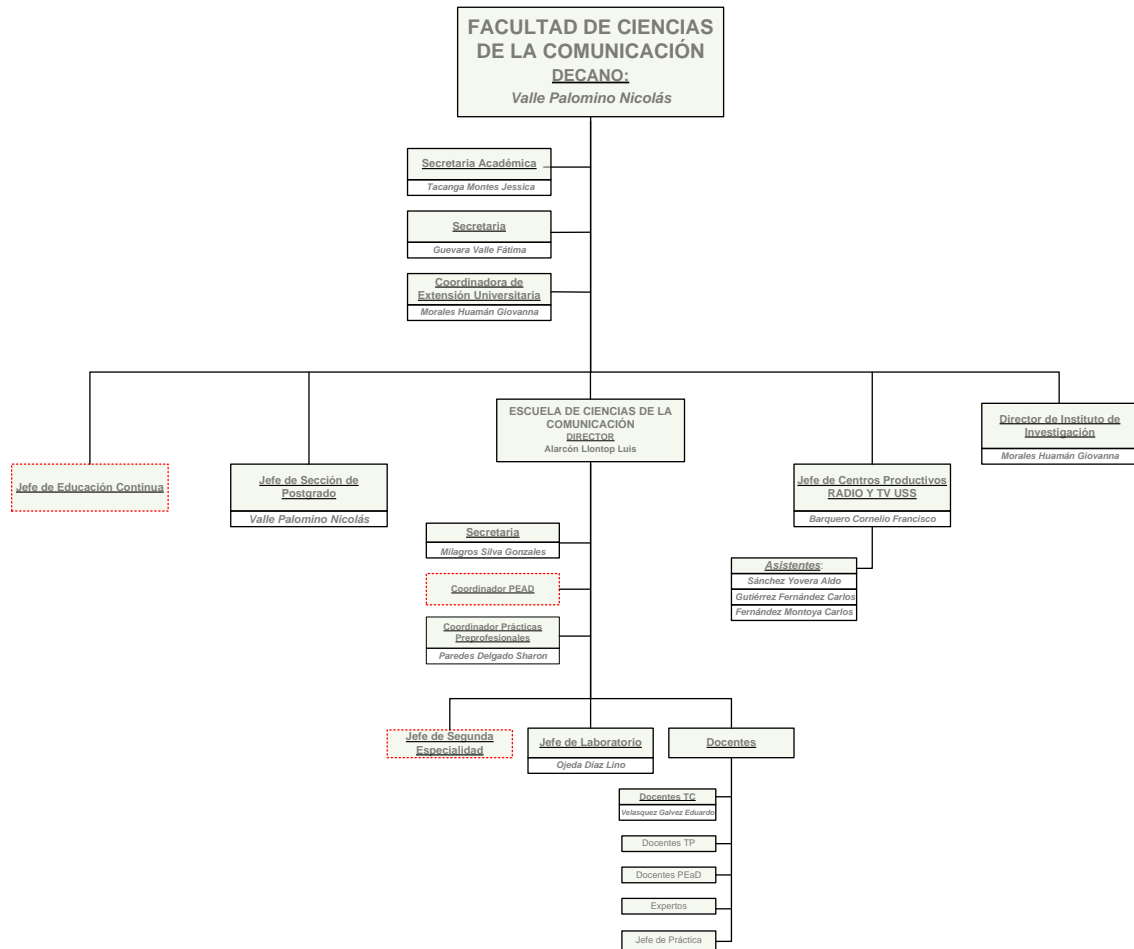 FACULTAD DE CIENCIAS
DE LA COMUNICACIÓN
DECANO:
Valle Palomino Nicolás
Secretaria Académica
Tacanga Montes Jessica
Secretaria
Guevara Valle Fátima
Coordinadora de
Extensión Universitaria
Morales Huamán Giovanna
Jefe de Educación Continua
Jefe de Sección de
Postgrado
Valle Palomino Nicolás
ESCUELA DE CIENCIAS DE LA
COMUNICACIÓN
DIRECTOR
Alarcón Llontop Luis
Jefe de Centros Productivos
RADIO Y TV USS
Barquero Cornelio Francisco
Director de Instituto de
Investigación
Morales Huamán Giovanna
Asistentes:
Sánchez Yovera Aldo
Gutiérrez Fernández Carlos
Fernández Montoya Carlos
Secretaria
Milagros Silva Gonzales
Coordinador PEAD
Coordinador Prácticas
Preprofesionales
Paredes Delgado Sharon
Jefe de Segunda
Especialidad
Jefe de Laboratorio
Ojeda Díaz Lino
Docentes
Docentes TC
Velasquez Galvez Eduardo
Docentes TP
Docentes PEaD
Expertos
Jefe de Práctica